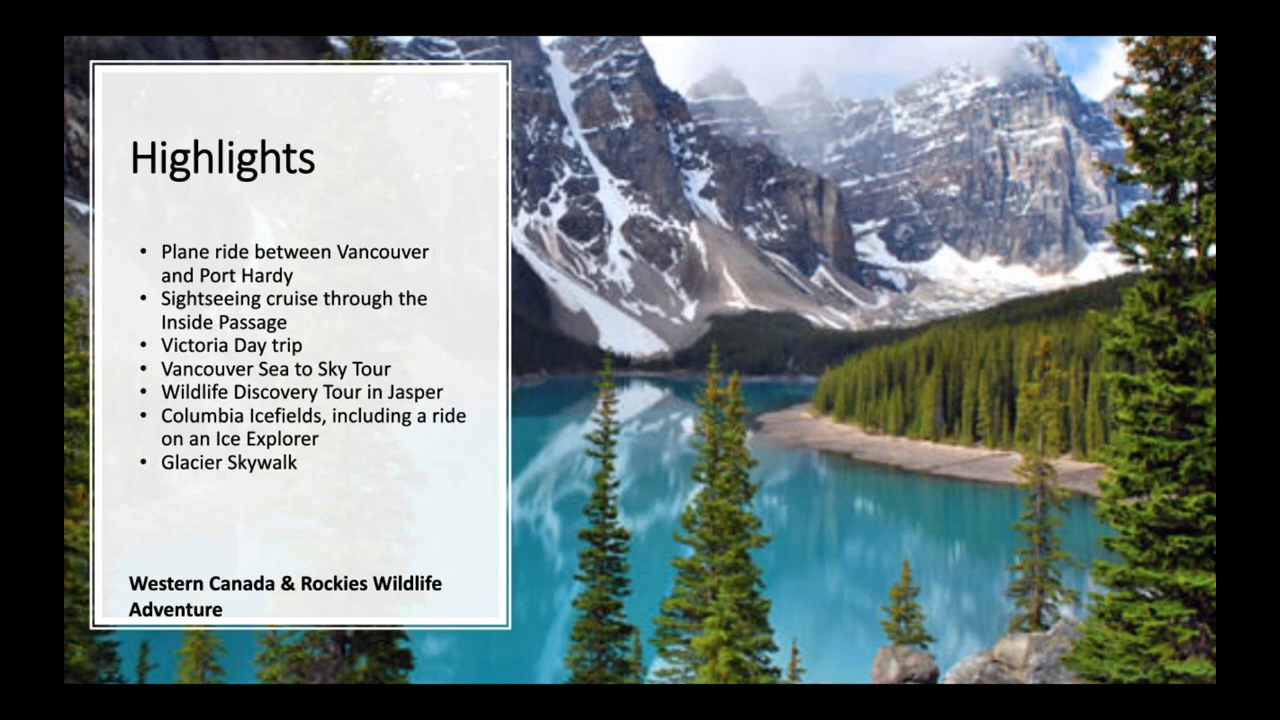 Highlights
• Plane ride between Vancouver
and Port Hardy
• Sightseeing cruise through the
Inside Passage
• Victoria Day trip
• Vancouver Sea to Sky Tour
• Wildlife Discovery Tour in Jasper
• Columbia Icefields, including a ride
on an Ice Explorer
• Glacier Skywalk
Western Canada & Rockies Wildlife
Adventure